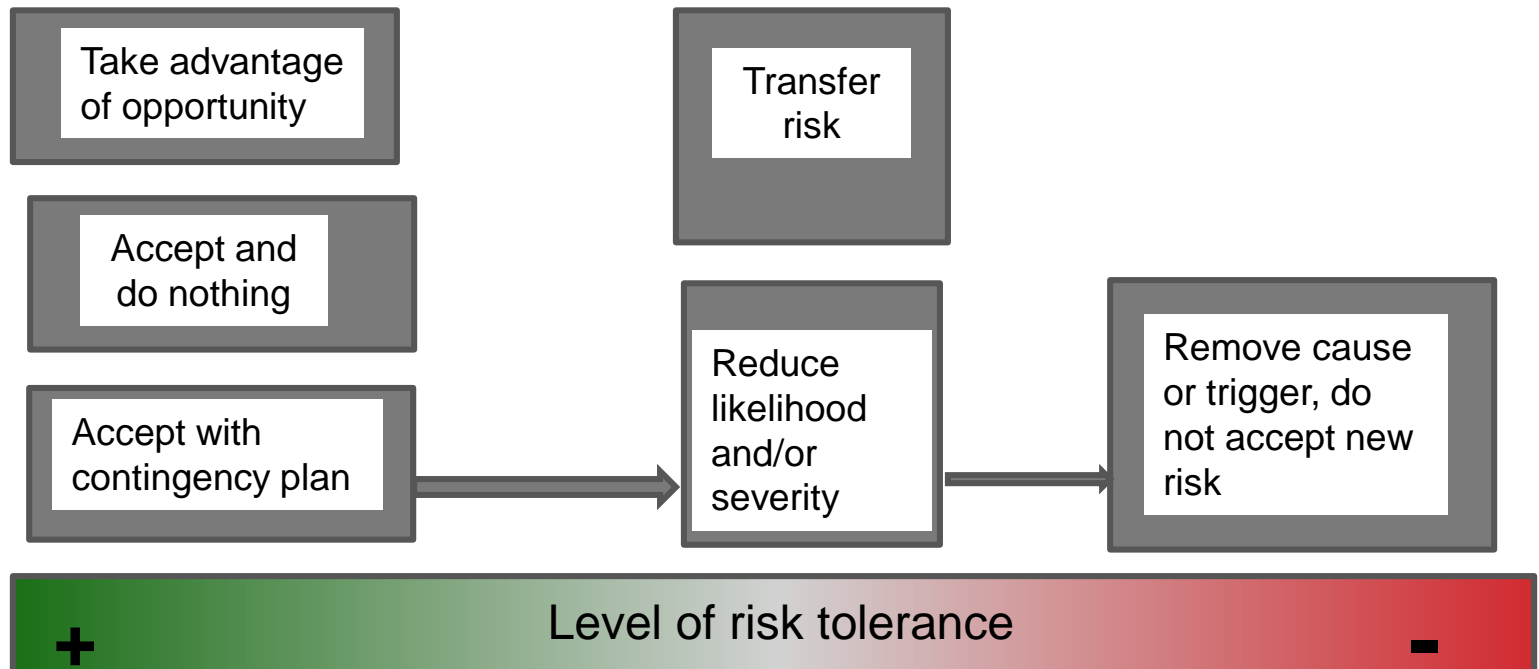 Take advantage
of opportunity
Transfer
risk
Accept and
do nothing
Accept with
contingency plan
Reduce
likelihood
and/or
severity
Remove cause
or trigger, do
not accept new
risk
Level of risk tolerance
+
-